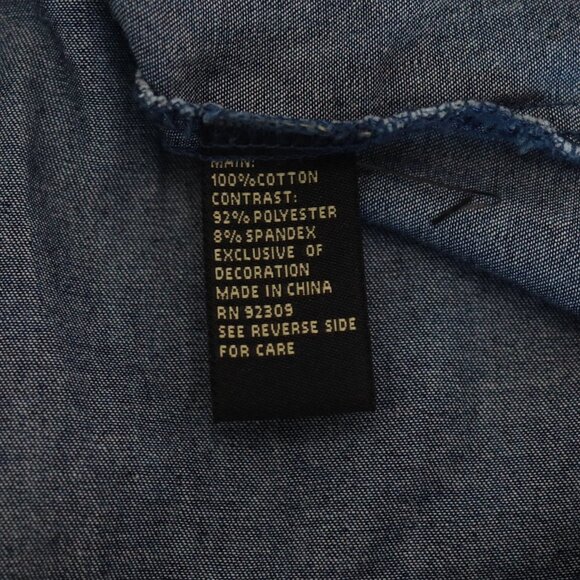 MAIN:
100% COTTON
CONTRAST:
92% POLYESTER
8% SPANDEX
EXCLUSIVE OF
DECORATION
MADE IN CHINA
RN 92309
SEE REVERSE SIDE
FOR CARE